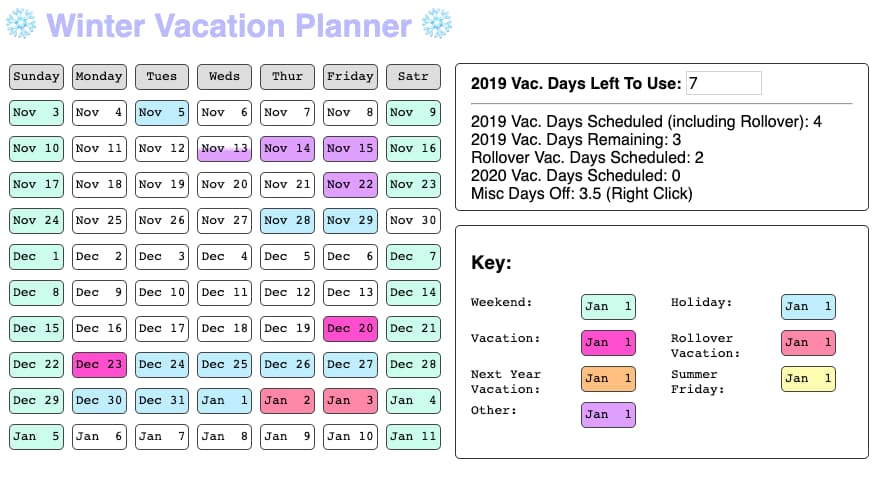 ❄️ Winter Vacation Planner ❄️
Sunday Monday Tues Weds Thur Friday Satr
Nov 3 Nov 4 Nov 5 Nov 6 Nov 7 Nov 8 Nov 9
Nov 10 Nov 11 Nov 12 Nov 13 Nov 14 Nov 15 Nov 16
Nov 17 Nov 18 Nov 19 Nov 20 Nov 21 Nov 22 Nov 23
Nov 24 Nov 25 Nov 26 Nov 27 Nov 28 Nov 29 Nov 30
Dec 1 Dec 2 Dec 3 Dec 4 Dec 5 Dec 6 Dec 7
Dec 8 Dec 9 Dec 10 Dec 11 Dec 12 Dec 13 Dec 14
Dec 15 Dec 16 Dec 17 Dec 18 Dec 19 Dec 20 Dec 21
Dec 22 Dec 23 Dec 24 Dec 25 Dec 26 Dec 27 Dec 28
Dec 29 Dec 30 Dec 31 Jan 1 Jan 2 Jan 3 Jan 4
Jan 5 Jan 6 Jan 7 Jan 8 Jan 9 Jan 10 Jan 11
2019 Vac. Days Left To Use: 7
2019 Vac. Days Scheduled (including Rollover): 4
2019 Vac. Days Remaining: 3
Rollover Vac. Days Scheduled: 2
2020 Vac. Days Scheduled: 0
Misc Days Off: 3.5 (Right Click)
Key:
Weekend: Jan 1 Holiday: Jan 1
Vacation: Jan 1 Rollover
Vacation: Jan 1
Next Year
Vacation: Jan 1 Summer
Friday: Jan 1
Other: Jan 1